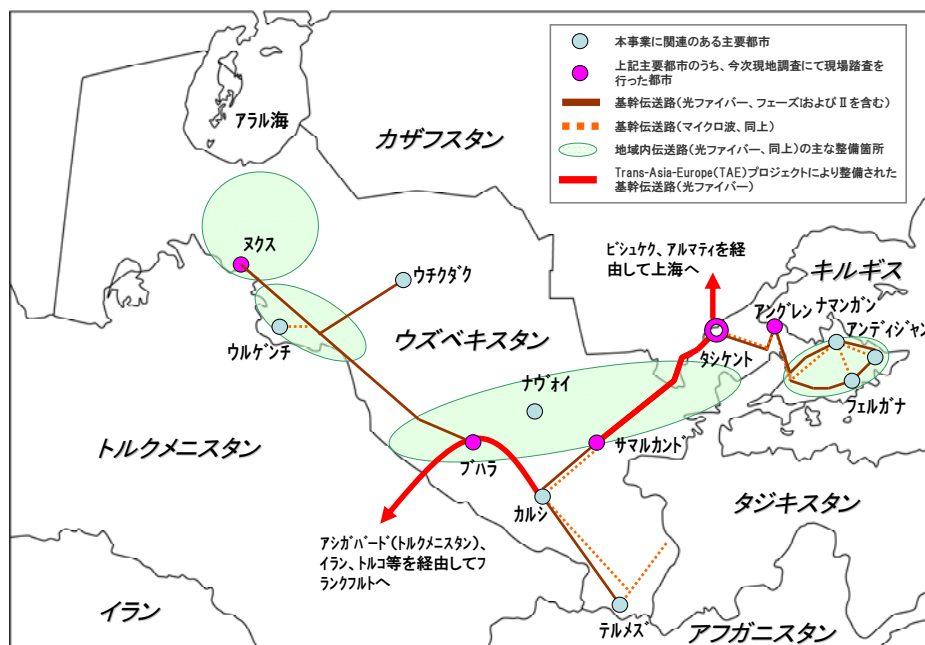 本事業に関連のある主要都市
上記主要都市のうち、今次現地調査にて現場踏査を
行った都市
基幹伝送路(光ファイバー、フェーズIおよびⅡを含む)
基幹伝送路(マイクロ波、同上)
地域内伝送路(光ファイバー、同上)の主な整備箇所
Trans-Asia-Europe(TAE)プロジェクトにより整備された
基幹伝送路(光ファイバー)
アラル海
カザフスタン
ヌクス
ウチクダク
ビシュケク、アルマティを経
由して上海へ
キルギス
アングレン
ナマンガン
アンディジャン
ウルゲンチ
ウズベキスタン
タシケント
ナヴォイ
フェルガナ
トルクメニスタン
ブハラ
サマルカンド
カルシ
タジキスタン
アシガバード(トルクメニスタン)、
イラン、トルコ等を経由してフ
ランクフルトへ
イラン
テルメズ
アフガニスタン